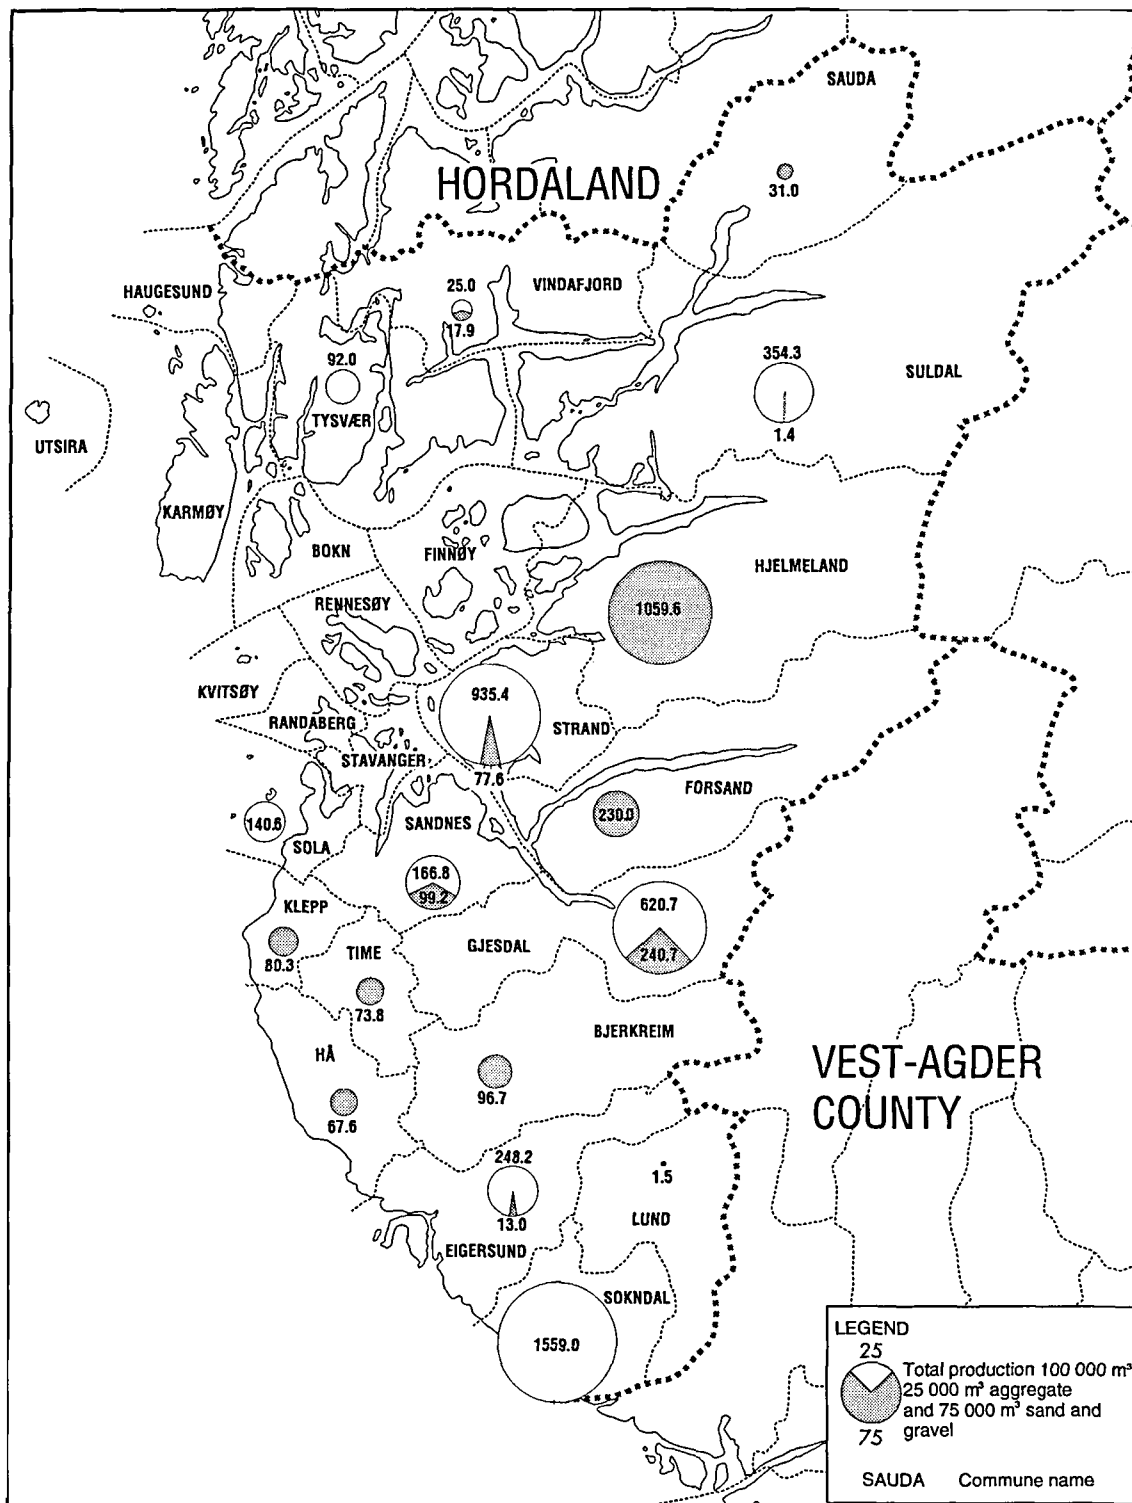 SAUDA
HORDALAND
31.0
HAUGESUND
25.0
VINDAFJORD
17.9
92.0
TYSVÆR
354.3
SULDAL
1.4
UTSIRA
KARMØY
BOKN
FINNØY
HJELMELAND
RENNESØY
1059.6
KVITSØY
935.4
RANDABERG
STRAND
STAVANGER
77.6
FORSAND
140.6
SANDNES
230.0
SOLA
166.8
99.2
KLEPP
620.7
80.3
TIME
GJESDAL
240.7
73.8
HÅ
BJERKREIM
VEST-AGDER
COUNTY
67.6
96.7
248.2
1.5
13.0
LUND
EIGERSUND
SOKNDAL
1559.0
LEGEND
25
Total production 100 000 m³
25 000 m³ aggregate
and 75 000 m³ sand and
gravel
75
SAUDA Commune name